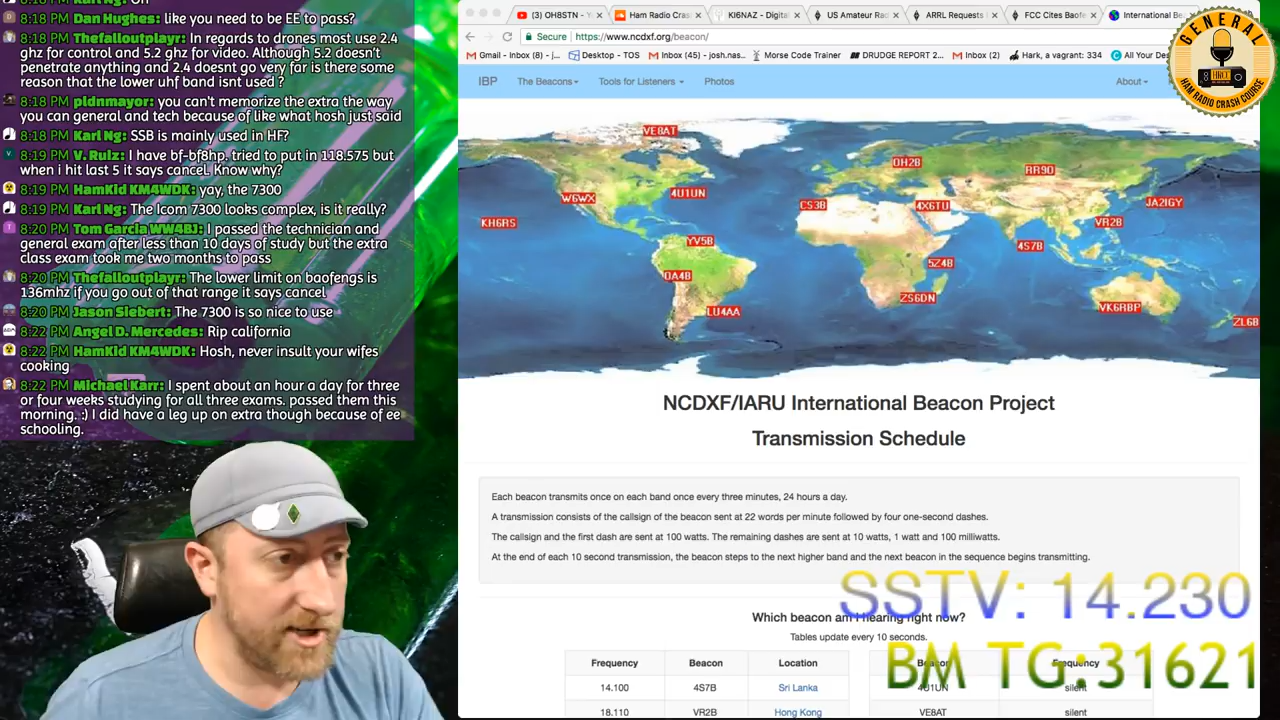 8:18 PM Karl Ng:
8:18 PM Dan Hughes: like you need to be EE to pass?
8:18 PM Thefalloutplayr: In regards to drones most use 2.4
ghz for control and 5.2 ghz for video. Although 5.2 doesn't
penetrate anything and 2.4 doesnt go very far is there some
reason that the lower uhf band isnt used ?
8:18 PM pldnmayor: you can't memorize the extra the way
you can general and tech because of like what hosh just said
8:18 PM Karl Ng: SSB is mainly used in HF?
8:19 PM V. Ruiz: I have bf-bf8hp. tried to put in 118.575 but
when i hit last 5 it says cancel. know why?
8:19 PM HamKid KM4WDK: yay, the 7300
8:19 PM Karl Ng: The Icom 7300 looks complex, is it really?
8:20 PM Tom Garcia WW4BJ: I passed the technician and
general exam after less than 10 days of study but the extra
class exam took me two months to pass
8:20 PM Thefalloutplayr: The lower limit on baofengs is
136mhz if you go out of that range it says cancel
8:20 PM Jason Siebert: The 7300 is so nice to use
8:22 PM Angel D. Mercedes: Rip california
8:22 PM HamKid KM4WDK: Hosh, never insult your wifes
cooking
8:22 PM Michael Karr: I spent about an hour a day for three
or four weeks studying for all three exams. passed them this
morning. :) I did have a leg up on extra though because of ee
schooling.
(3) OH8STN - Y
Ham Radio Cras
KI6NAZ - Digita
US Amateur Rad
ARRL Requests
FCC Cites Baofe
International Be
Secure https://www.ncdxf.org/beacon/
Gmail - Inbox (8) - j...
Desktop - TOS
Inbox (45) - josh.nas...
Morse Code Trainer
DRUDGE REPORT 2...
Inbox (2)
Hark, a vagrant: 334
All Your Des
GENERAL
HRCC
HAM RADIO CRASH COURSE
IBP The Beacons Tools for Listeners Photos About
VE8AT
OH2B
RR9O
W6WX
4U1UN
CS3B
4X6TU
JA2IGY
KH6RS
VR2B
YV5B
4S7B
5Z4B
OA4B
ZS6DN
LU4AA
VK6RBP
ZL6B
NCDXF/IARU International Beacon Project
Transmission Schedule
Each beacon transmits once on each band once every three minutes, 24 hours a day.
A transmission consists of the callsign of the beacon sent at 22 words per minute followed by four one-second dashes.
The callsign and the first dash are sent at 100 watts. The remaining dashes are sent at 10 watts, 1 watt and 100 milliwatts.
At the end of each 10 second transmission, the beacon steps to the next higher band and the next beacon in the sequence begins transmitting.
SSTV: 14.230
Which beacon am I hearing right now?
Tables update every 10 seconds.
BM TG:31621
Frequency Beacon Location Beacon Frequency
14.100 4S7B Sri Lanka 4U1UN silent
18.110 VR2B Hong Kong VE8AT silent